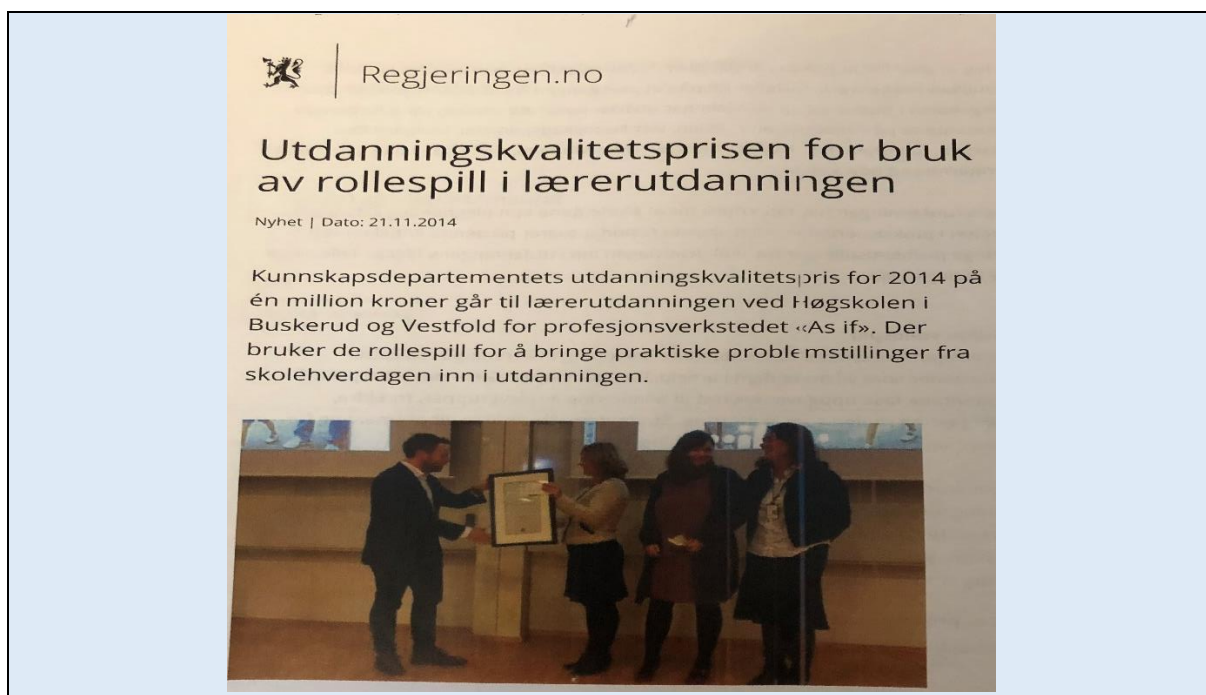 Regjeringen.no
Utdanningskvalitetsprisen for bruk
av rollespill i lærerutdanningen
Nyhet | Dato: 21.11.2014
Kunnskapsdepartementets utdanningskvalitetspris for 2014 på
én million kroner går til lærerutdanningen ved Høgskolen i
Buskerud og Vestfold for profesjonsverkstedet «As if». Der
bruker de rollespill for å bringe praktiske problemstillinger fra
skolehverdagen inn i utdanningen.